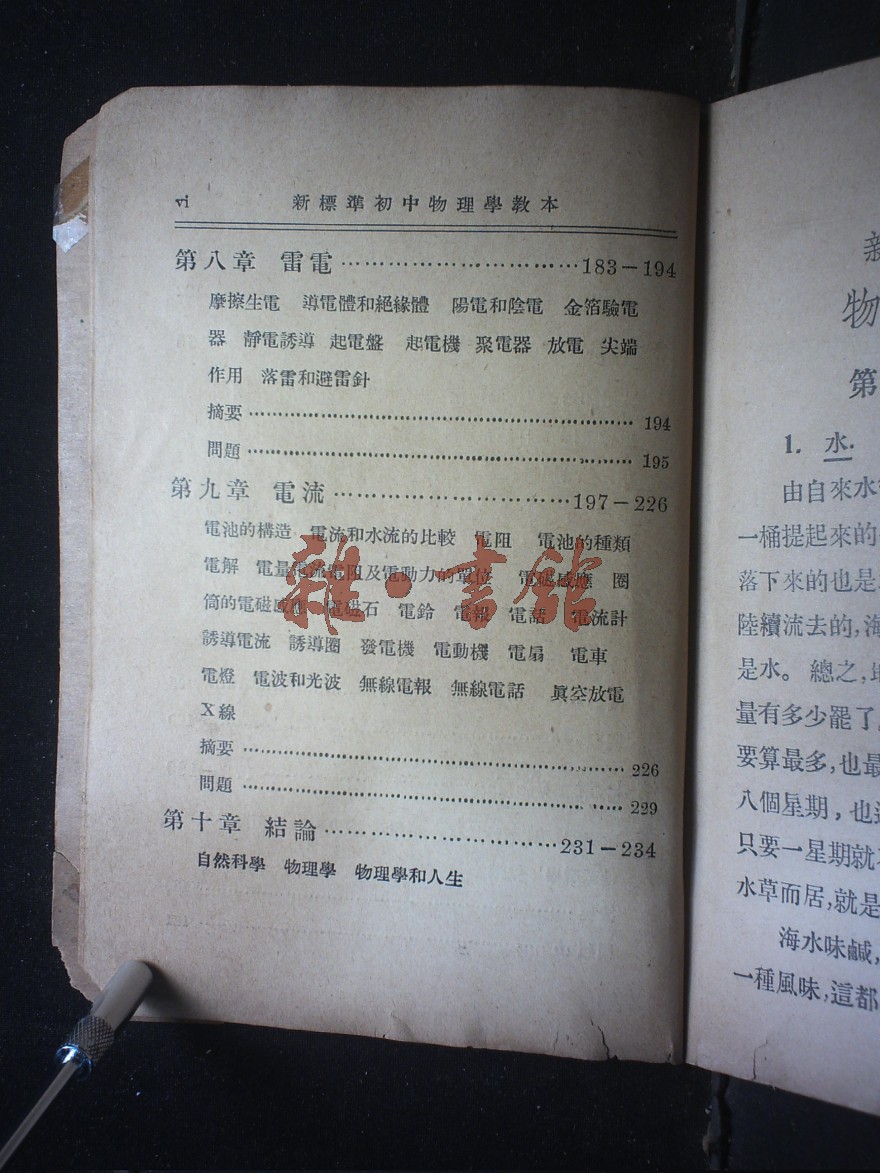 vi 新標準初中物理學教本
第八章 雷電……………………………183－194
摩擦生電 導電體和絕緣體 陽電和陰電 金箔驗電
器 靜電誘導 起電盤 起電機 聚電器 放電 尖端
作用 落雷和避雷針
摘要……………………………………………………194
問題……………………………………………………195
第九章 電流……………………………197－226
電池的構造 電流和水流的比較 電阻 電池的種類
電解 電量電流電阻及電動力的單位 電磁感應 圈
筒的電磁感應 電磁石 電鈴 電報 電話 電流計
誘導電流 誘導圈 發電機 電動機 電扇 電車
電燈 電波和光波 無線電報 無線電話 眞空放電
X線
摘要……………………………………………………226
問題……………………………………………………229
第十章 結論……………………………231－234
自然科學 物理學 物理學和人生
雜·書館
物
第
1. 水.
由自來水
一桶提起來的
落下來的也是
陸續流去的,海
是水。 總之,
量有多少罷了
要算最多,也最
八個星期, 也
只要一星期就
水草而居,就是
海水味鹹,
一種風味,這都